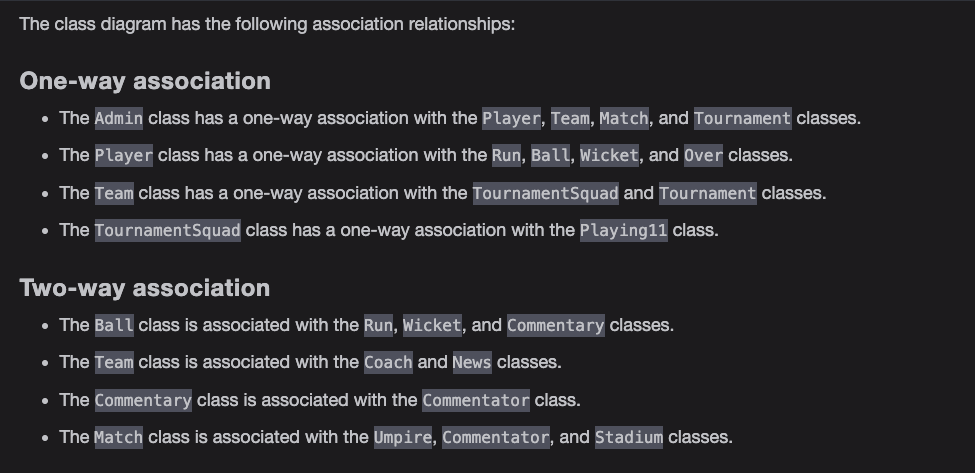 The class diagram has the following association relationships:
One-way association
• The Admin class has a one-way association with the Player, Team, Match, and Tournament classes.
• The Player class has a one-way association with the Run, Ball, Wicket, and Over classes.
• The Team class has a one-way association with the TournamentSquad and Tournament classes.
• The TournamentSquad class has a one-way association with the Playing11 class.
Two-way association
• The Ball class is associated with the Run, Wicket, and Commentary classes.
• The Team class is associated with the Coach and News classes.
• The Commentary class is associated with the Commentator class.
• The Match class is associated with the Umpire, Commentator, and Stadium classes.